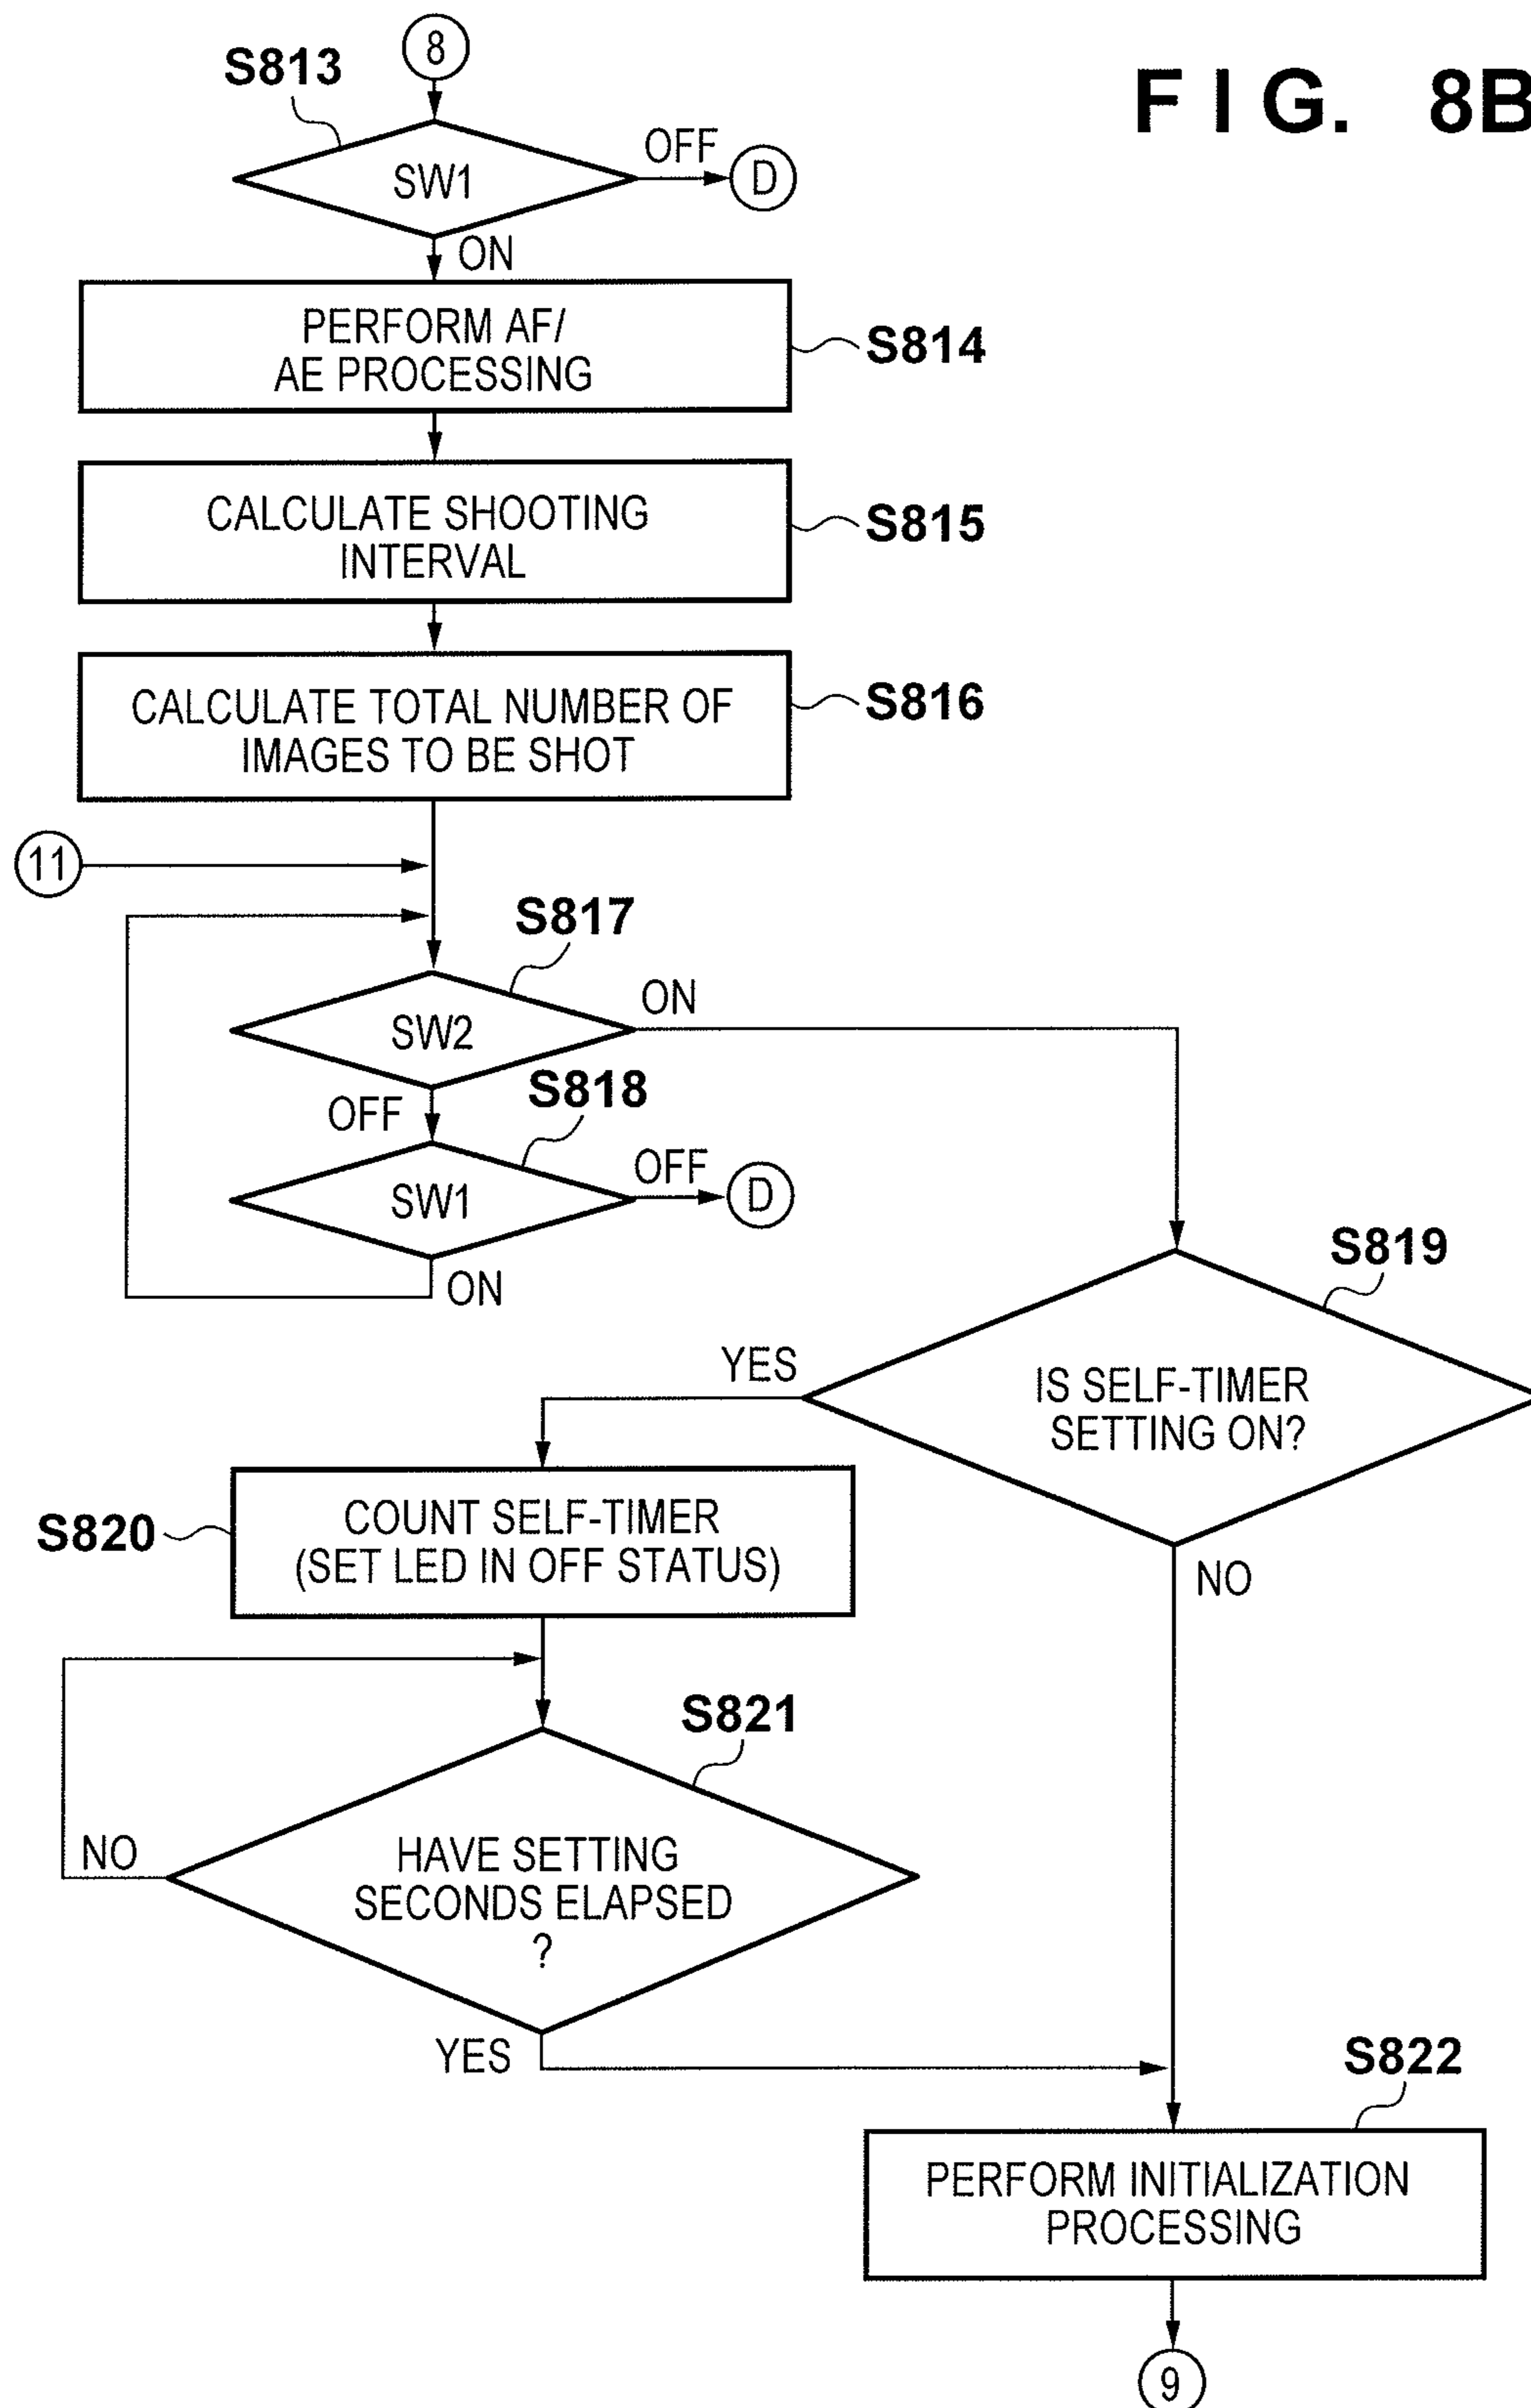 F I G. 8B
8
S813
SW1
OFF
D
ON
PERFORM AF/
AE PROCESSING
S814
CALCULATE SHOOTING
INTERVAL
S815
CALCULATE TOTAL NUMBER OF
IMAGES TO BE SHOT
S816
11
S817
SW2
ON
OFF
S818
SW1
OFF
D
ON
S819
IS SELF-TIMER
SETTING ON?
YES
NO
S820
COUNT SELF-TIMER
(SET LED IN OFF STATUS)
S821
HAVE SETTING
SECONDS ELAPSED
?
NO
YES
S822
PERFORM INITIALIZATION
PROCESSING
9